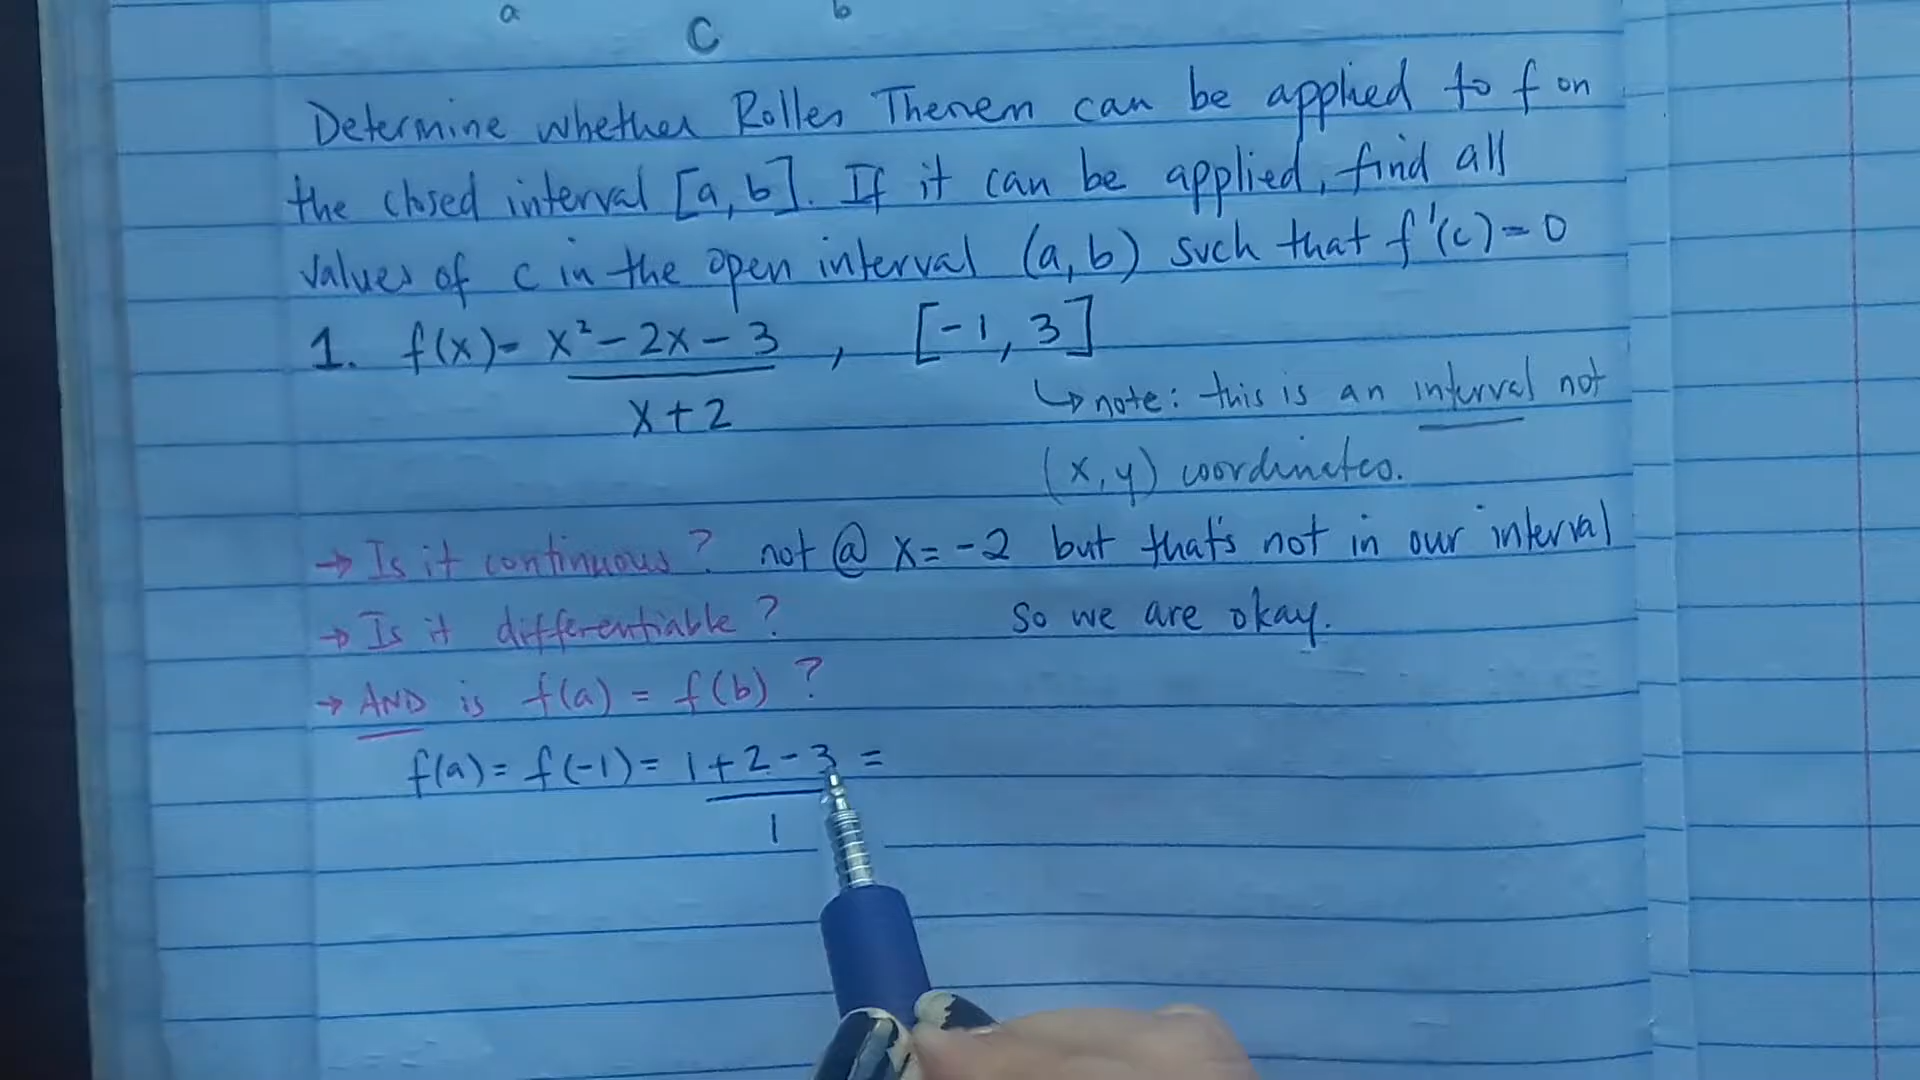 a b
C
Determine whether Rolles Therem can be applied to f on
the closed interval [a, b]. If it can be applied, find all
values of c in the open interval (a, b) such that f'(c) = 0
1. f(x) = x² - 2x - 3 , [-1, 3]
x + 2
↳ note: this is an interval not
(x, y) coordinates.
→ Is it continuous? not @ x = -2 but that's not in our interval
→ Is it differentiable? So we are okay.
→ AND is f(a) = f(b) ?
f(a) = f(-1) = 1 + 2 - 3 =
1